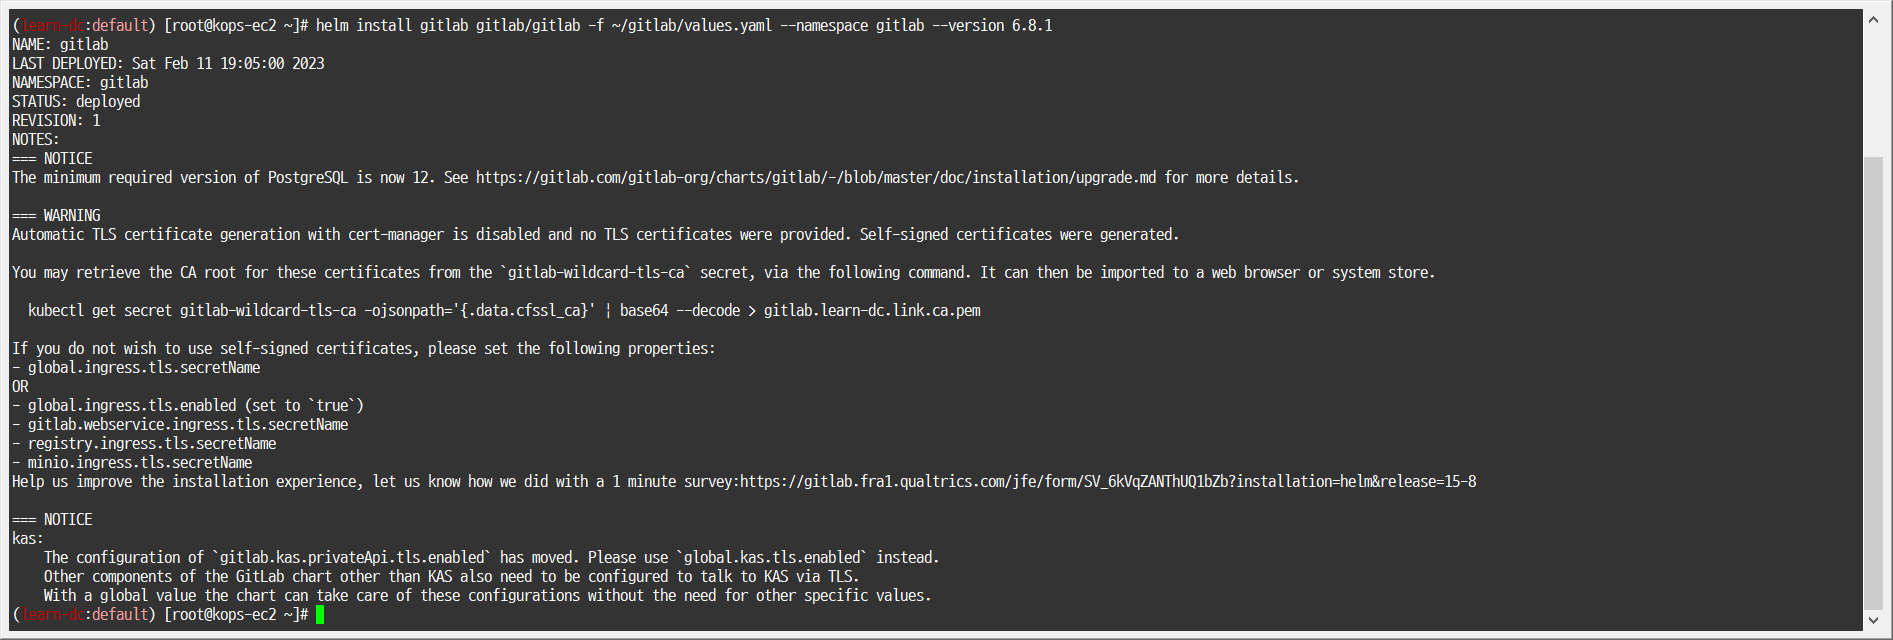 (learn-dc:default) [root@kops-ec2 ~]# helm install gitlab gitlab/gitlab -f ~/gitlab/values.yaml --namespace gitlab --version 6.8.1
NAME: gitlab
LAST DEPLOYED: Sat Feb 11 19:05:00 2023
NAMESPACE: gitlab
STATUS: deployed
REVISION: 1
NOTES:
=== NOTICE
The minimum required version of PostgreSQL is now 12. See https://gitlab.com/gitlab-org/charts/gitlab/-/blob/master/doc/installation/upgrade.md for more details.
=== WARNING
Automatic TLS certificate generation with cert-manager is disabled and no TLS certificates were provided. Self-signed certificates were generated.
You may retrieve the CA root for these certificates from the `gitlab-wildcard-tls-ca` secret, via the following command. It can then be imported to a web browser or system store.
kubectl get secret gitlab-wildcard-tls-ca -ojsonpath='{.data.cfssl_ca}' | base64 --decode > gitlab.learn-dc.link.ca.pem
If you do not wish to use self-signed certificates, please set the following properties:
- global.ingress.tls.secretName
OR
- global.ingress.tls.enabled (set to `true`)
- gitlab.webservice.ingress.tls.secretName
- registry.ingress.tls.secretName
- minio.ingress.tls.secretName
Help us improve the installation experience, let us know how we did with a 1 minute survey:https://gitlab.fra1.qualtrics.com/jfe/form/SV_6kVqZANThUQ1bZb?installation=helm&release=15-8
=== NOTICE
kas:
The configuration of `gitlab.kas.privateApi.tls.enabled` has moved. Please use `global.kas.tls.enabled` instead.
Other components of the GitLab chart other than KAS also need to be configured to talk to KAS via TLS.
With a global value the chart can take care of these configurations without the need for other specific values.
(learn-dc:default) [root@kops-ec2 ~]#